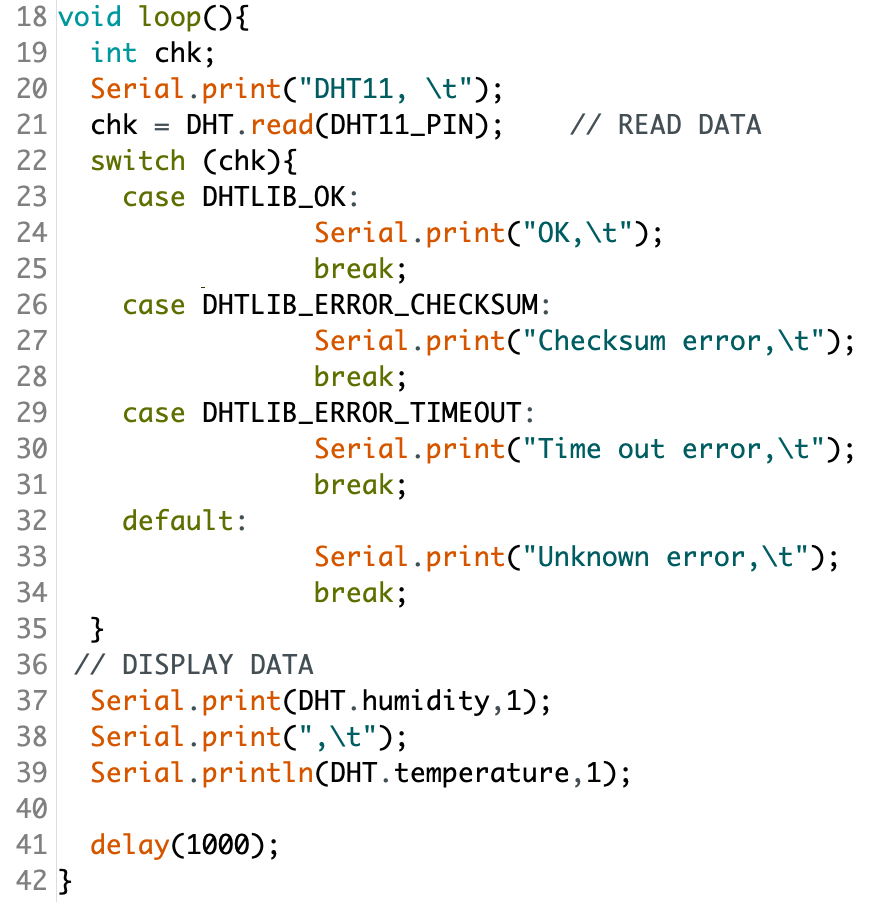 18 void loop(){
19   int chk;
20   Serial.print("DHT11, \t");
21   chk = DHT.read(DHT11_PIN);    // READ DATA
22   switch (chk){
23     case DHTLIB_OK:
24                 Serial.print("OK,\t");
25                 break;
26     case DHTLIB_ERROR_CHECKSUM:
27                 Serial.print("Checksum error,\t");
28                 break;
29     case DHTLIB_ERROR_TIMEOUT:
30                 Serial.print("Time out error,\t");
31                 break;
32     default:
33                 Serial.print("Unknown error,\t");
34                 break;
35   }
36  // DISPLAY DATA
37   Serial.print(DHT.humidity,1);
38   Serial.print(",\t");
39   Serial.println(DHT.temperature,1);
40
41   delay(1000);
42 }